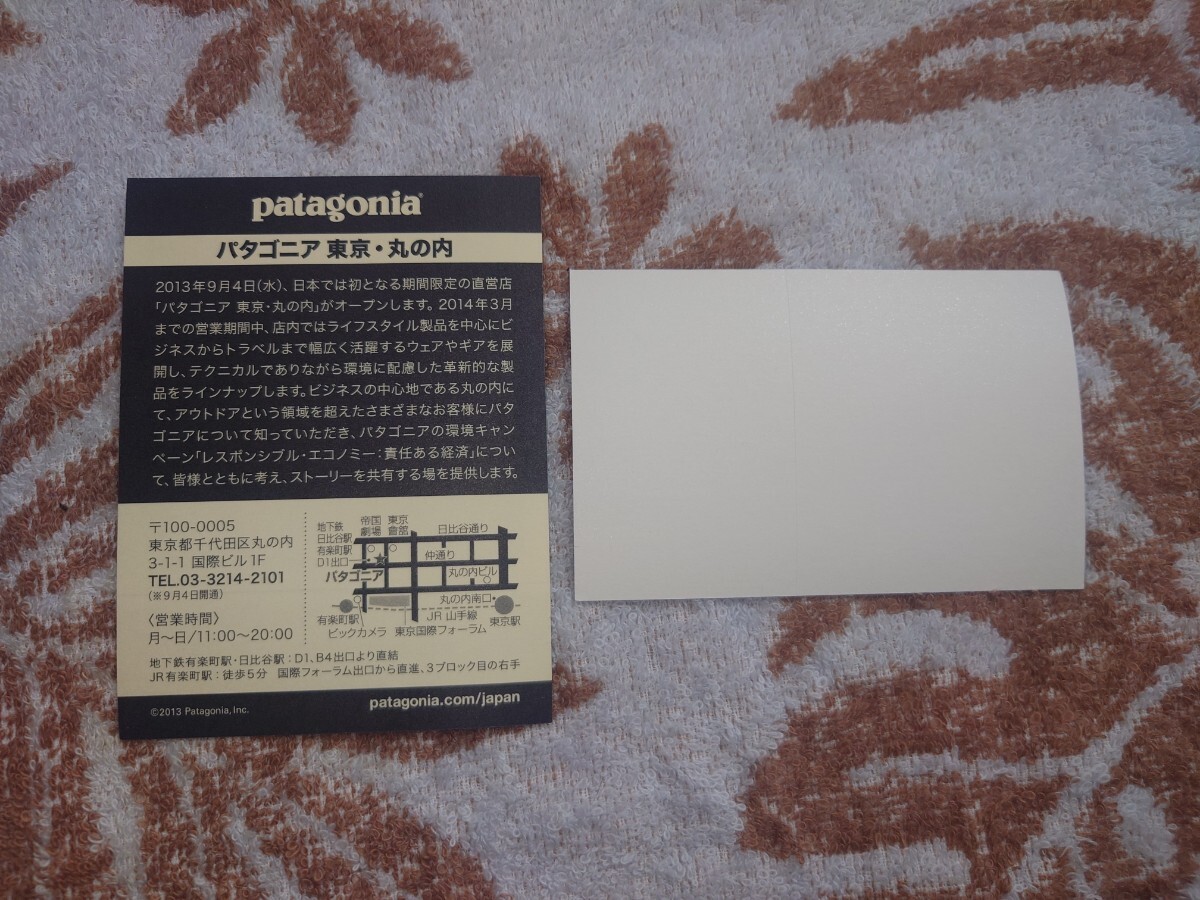 patagonia®
パタゴニア 東京・丸の内
2013年9月4日(水)、日本では初となる期間限定の直営店
「パタゴニア 東京・丸の内」がオープンします。2014年3月
までの営業期間中、店内ではライフスタイル製品を中心にビ
ジネスからトラベルまで幅広く活躍するウェアやギアを展
開し、テクニカルでありながら環境に配慮した革新的な製
品をラインナップします。ビジネスの中心地である丸の内に
て、アウトドアという領域を超えたさまざまなお客様にパタ
ゴニアについて知っていただき、パタゴニアの環境キャン
ペーン「レスポンシブル・エコノミー：責任ある経済」につい
て、皆様とともに考え、ストーリーを共有する場を提供します。
〒100-0005
東京都千代田区丸の内
3-1-1 国際ビル1F
TEL.03-3214-2101
(※9月4日開通)
〈営業時間〉
月〜日/11:00〜20:00
地下鉄
日比谷駅
有楽町駅
D1出口
パタゴニア
帝国
劇場
東京
會舘
日比谷通り
仲通り
丸の内ビル
丸の内南口
有楽町駅
JR 山手線
東京駅
ビックカメラ
東京国際フォーラム
地下鉄有楽町駅・日比谷駅：D1、B4出口より直結
JR有楽町駅：徒歩5分 国際フォーラム出口から直進、3ブロック目の右手
©2013 Patagonia, Inc.
patagonia.com/japan